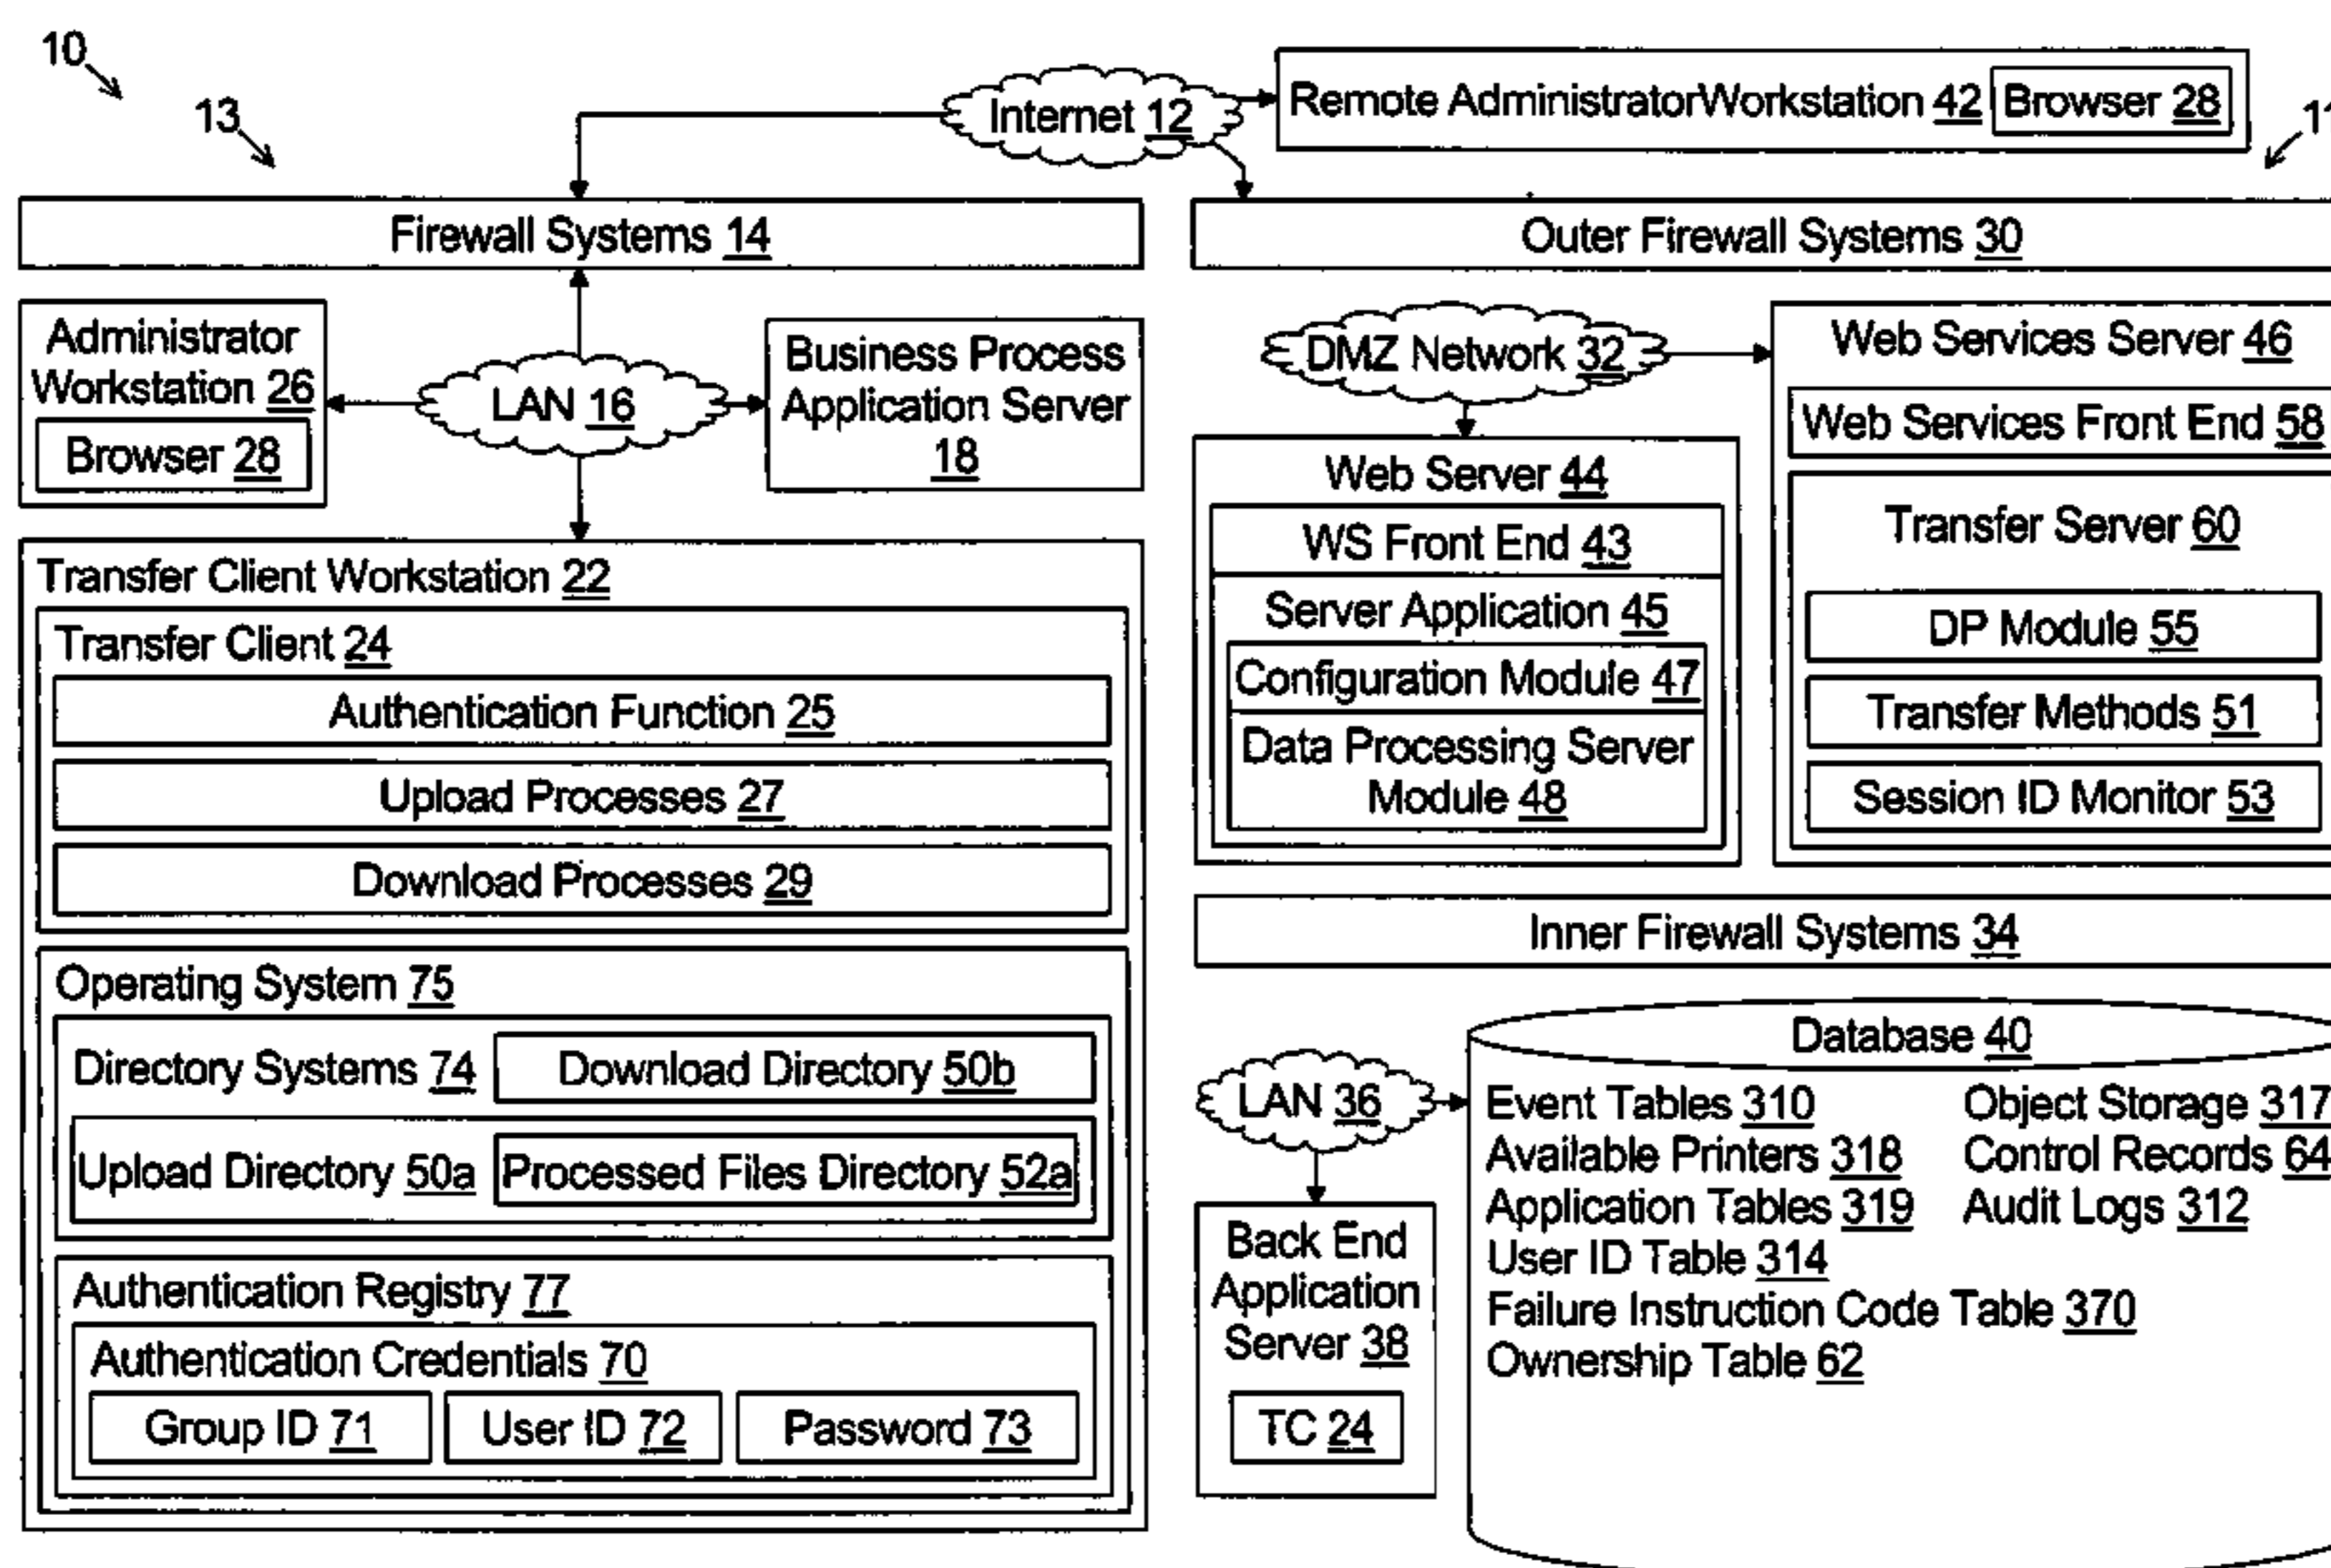 10
13
Internet 12
Remote AdministratorWorkstation 42
Browser 28
11
Firewall Systems 14
Outer Firewall Systems 30
Administrator
Workstation 26
Browser 28
LAN 16
Business Process
Application Server
18
DMZ Network 32
Web Services Server 46
Web Services Front End 58
Transfer Server 60
DP Module 55
Transfer Methods 51
Session ID Monitor 53
Web Server 44
WS Front End 43
Server Application 45
Configuration Module 47
Data Processing Server
Module 48
Transfer Client Workstation 22
Transfer Client 24
Authentication Function 25
Upload Processes 27
Download Processes 29
Operating System 75
Directory Systems 74
Download Directory 50b
Upload Directory 50a
Processed Files Directory 52a
Authentication Registry 77
Authentication Credentials 70
Group ID 71
User ID 72
Password 73
Inner Firewall Systems 34
LAN 36
Back End
Application
Server 38
TC 24
Database 40
Event Tables 310
Object Storage 317
Available Printers 318
Control Records 64
Application Tables 319
Audit Logs 312
User ID Table 314
Failure Instruction Code Table 370
Ownership Table 62